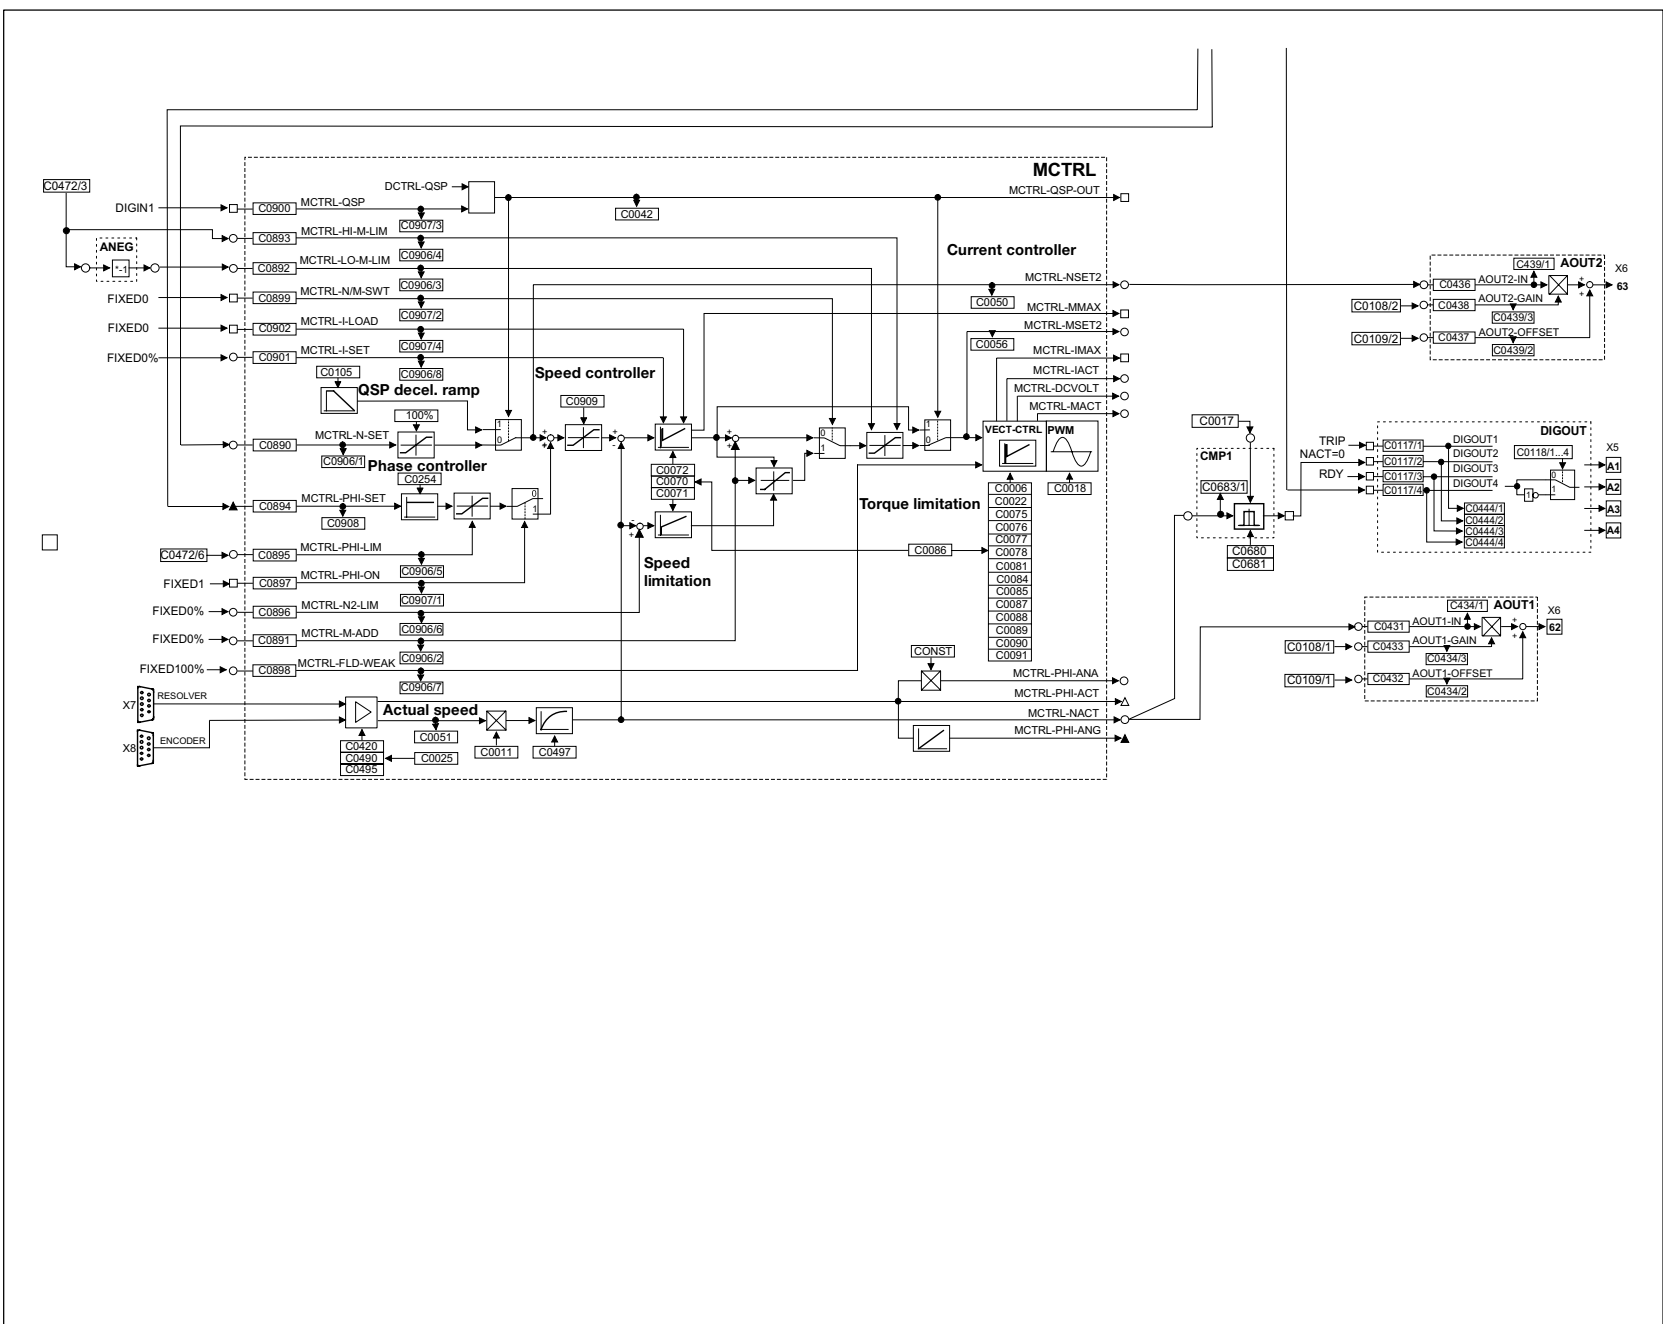 MCTRL
C0472/3
DCTRL-QSP
MCTRL-QSP-OUT
DIGIN1
C0900
MCTRL-QSP
C0907/3
C0042
ANEG
*-1
C0893
MCTRL-HI-M-LIM
C0906/4
Current controller
C0892
MCTRL-LO-M-LIM
C0906/3
MCTRL-NSET2
C0050
FIXED0
C0899
MCTRL-N/M-SWT
C0907/2
MCTRL-MMAX
FIXED0
C0902
MCTRL-I-LOAD
C0907/4
MCTRL-MSET2
C0056
FIXED0%
C0901
MCTRL-I-SET
C0906/8
MCTRL-IMAX
MCTRL-IACT
MCTRL-DCVOLT
MCTRL-MACT
C0105
QSP decel. ramp
Speed controller
C0909
100%
C0890
MCTRL-N-SET
C0906/1
1
0
+
+
+
-
+
+
0
1
1
0
VECT-CTRL
PWM
Phase controller
C0254
C0072
C0070
C0071
C0894
MCTRL-PHI-SET
C0908
0
1
Torque limitation
C0006
C0022
C0075
C0076
C0077
C0078
C0081
C0084
C0085
C0087
C0088
C0089
C0090
C0091
C0018
C0086
-
+
Speed
limitation
C0472/6
C0895
MCTRL-PHI-LIM
C0906/5
FIXED1
C0897
MCTRL-PHI-ON
C0907/1
FIXED0%
C0896
MCTRL-N2-LIM
C0906/6
FIXED0%
C0891
MCTRL-M-ADD
C0906/2
FIXED100%
C0898
MCTRL-FLD-WEAK
C0906/7
CONST
MCTRL-PHI-ANA
MCTRL-PHI-ACT
MCTRL-NACT
MCTRL-PHI-ANG
X7
RESOLVER
X8
ENCODER
Actual speed
C0051
C0011
C0497
C0420
C0490
C0495
C0025
AOUT2
C439/1
X6
63
C0436
AOUT2-IN
C0108/2
C0438
AOUT2-GAIN
C0439/3
C0109/2
C0437
AOUT2-OFFSET
C0439/2
+
+
C0017
CMP1
C0683/1
C0680
C0681
DIGOUT
X5
TRIP
NACT=0
RDY
C0117/1
C0117/2
C0117/3
C0117/4
DIGOUT1
DIGOUT2
DIGOUT3
DIGOUT4
C0118/1...4
0
1
1
C0444/1
C0444/2
C0444/3
C0444/4
A1
A2
A3
A4
AOUT1
C434/1
X6
62
C0431
AOUT1-IN
C0108/1
C0433
AOUT1-GAIN
C0434/3
C0109/1
C0432
AOUT1-OFFSET
C0434/2
+
+